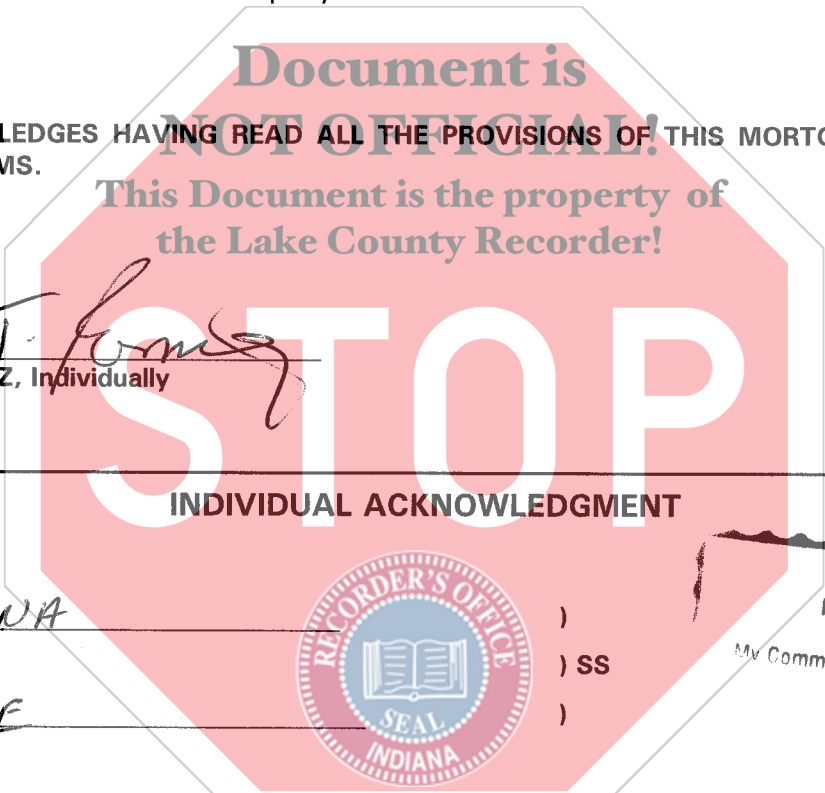 Document is
NOT OFFICIAL!
LEDGES HAVING READ ALL THE PROVISIONS OF THIS MORTG
MS.
This Document is the property of
the Lake County Recorder!
STOP
Z, Individually
INDIVIDUAL ACKNOWLEDGMENT
RECORDER'S OFFICE
NA )
) SS
My Comm
E )
SEAL
INDIANA